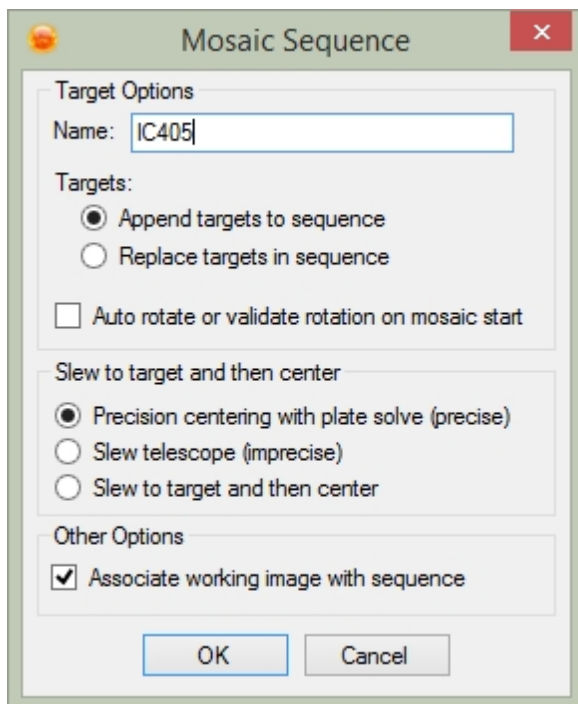 Mosaic Sequence
Target Options
Name: IC405
Targets:
Append targets to sequence
Replace targets in sequence
Auto rotate or validate rotation on mosaic start
Slew to target and then center
Precision centering with plate solve (precise)
Slew telescope (imprecise)
Slew to target and then center
Other Options
Associate working image with sequence
OK Cancel